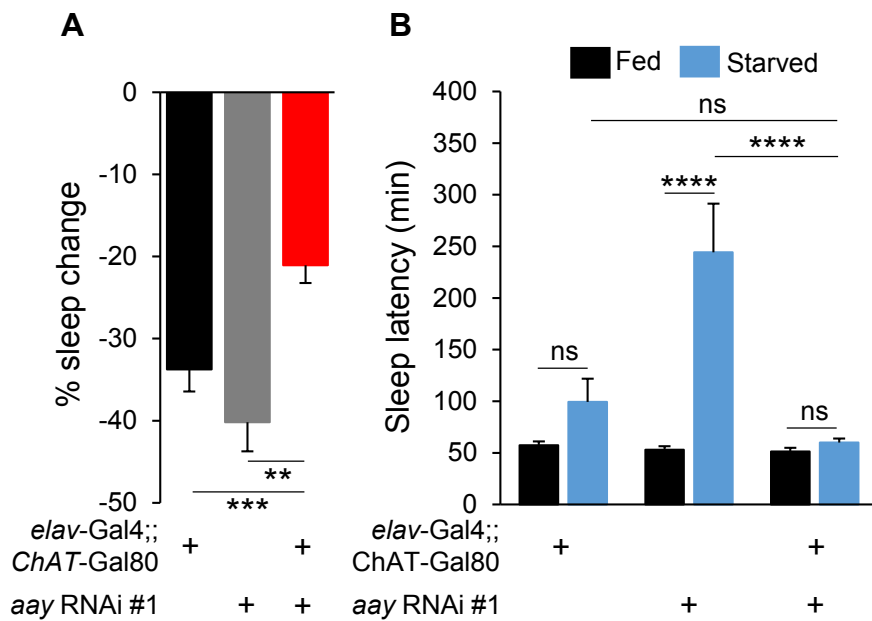 A
0
-10
-20
-30
-40
-50
% sleep change
**
***
elav-Gal4;;
ChAT-Gal80
+
+
aay RNAi #1
+
+
B
Fed
Starved
400
350
300
250
200
150
100
50
0
Sleep latency (min)
ns
****
****
ns
ns
elav-Gal4;;
ChAT-Gal80
+
+
aay RNAi #1
+
+